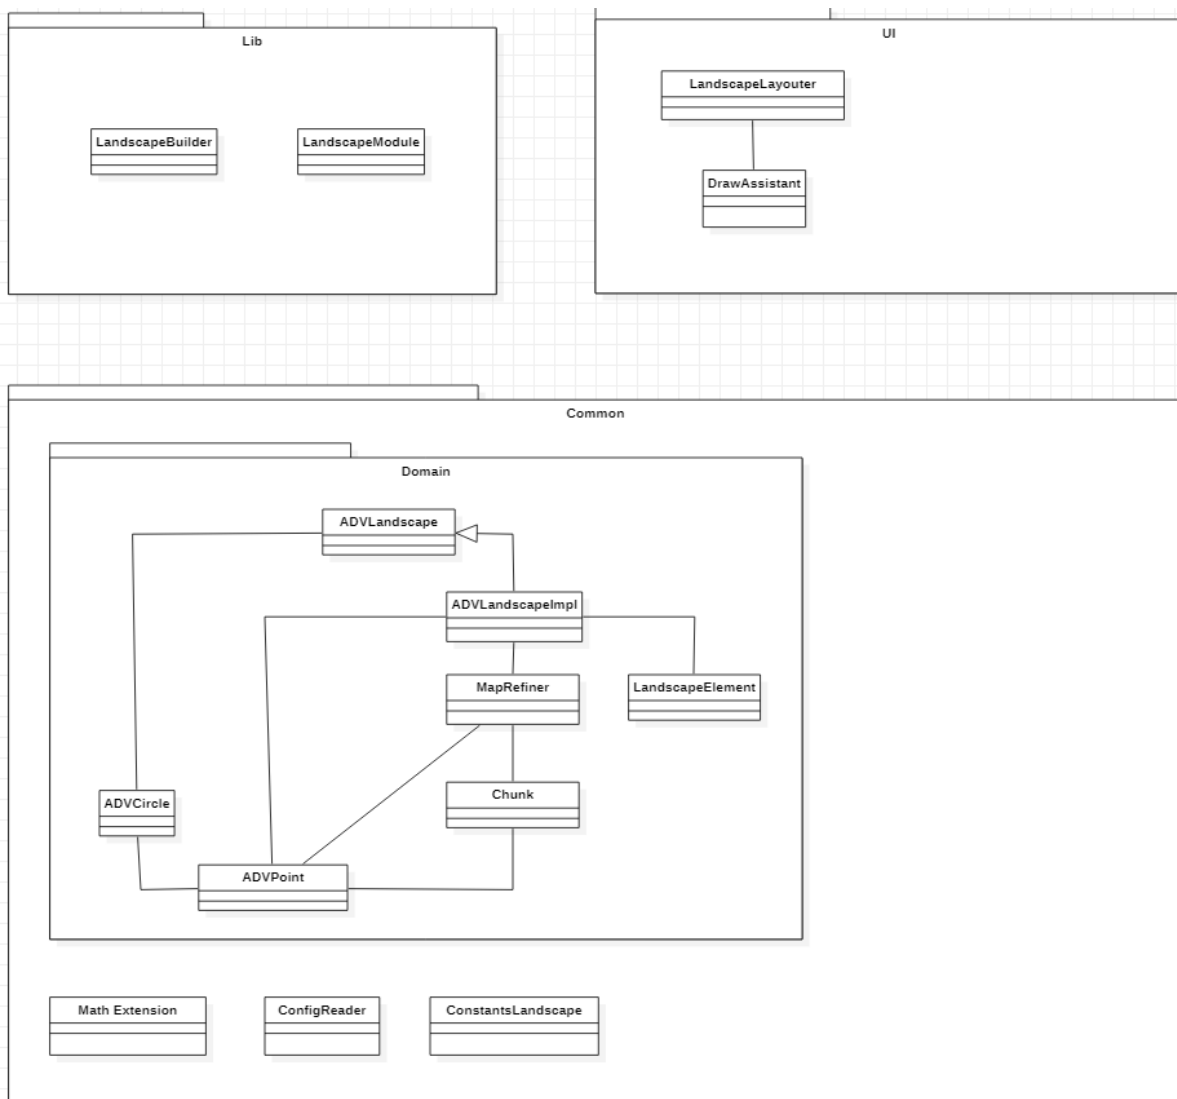 Lib
UI
LandscapeBuilder
LandscapeModule
LandscapeLayouter
DrawAssistant
Common
Domain
ADVLandscape
ADVLandscapeImpl
MapRefiner
LandscapeElement
ADVCircle
Chunk
ADVPoint
Math Extension
ConfigReader
ConstantsLandscape